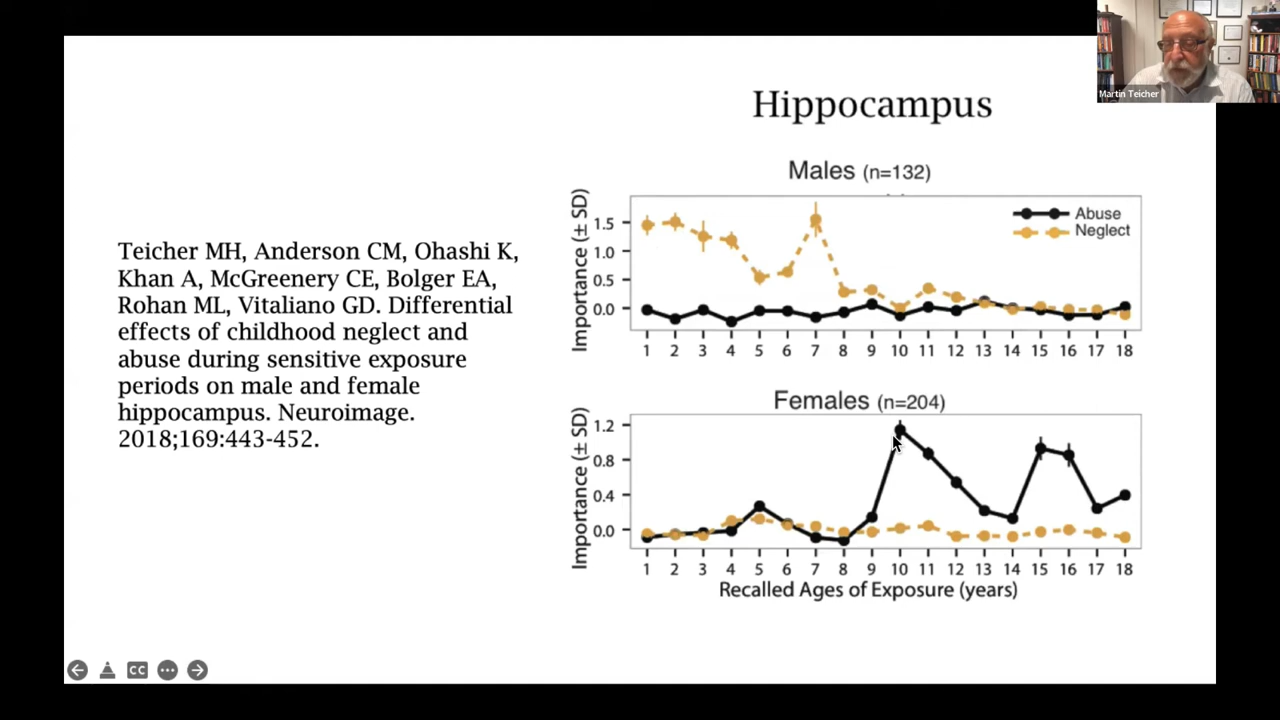 Martin Teicher
Hippocampus
Teicher MH, Anderson CM, Ohashi K,
Khan A, McGreenery CE, Bolger EA,
Rohan ML, Vitaliano GD. Differential
effects of childhood neglect and
abuse during sensitive exposure
periods on male and female
hippocampus. Neuroimage.
2018;169:443-452.
Males (n=132)
Importance (± SD)
1.5
1.0
0.5
0.0
Abuse
Neglect
1 2 3 4 5 6 7 8 9 10 11 12 13 14 15 16 17 18
Females (n=204)
Importance (± SD)
1.2
0.8
0.4
0.0
1 2 3 4 5 6 7 8 9 10 11 12 13 14 15 16 17 18
Recalled Ages of Exposure (years)
CC